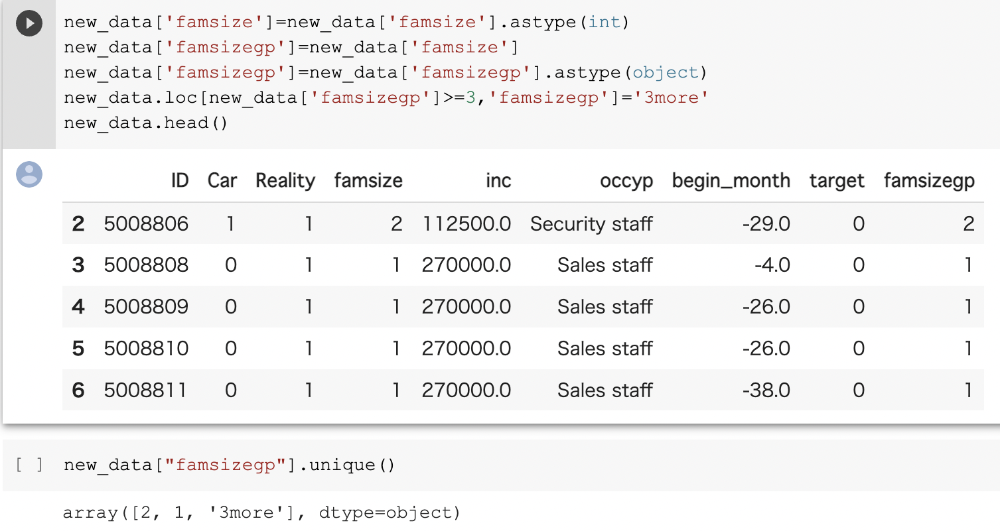 new_data['famsize']=new_data['famsize'].astype(int)
new_data['famsizegp']=new_data['famsize']
new_data['famsizegp']=new_data['famsizegp'].astype(object)
new_data.loc[new_data['famsizegp']>=3,'famsizegp']='3more'
new_data.head()
ID Car Reality famsize inc occyp begin_month target famsizegp
2 5008806 1 1 2 112500.0 Security staff -29.0 0 2
3 5008808 0 1 1 270000.0 Sales staff -4.0 0 1
4 5008809 0 1 1 270000.0 Sales staff -26.0 0 1
5 5008810 0 1 1 270000.0 Sales staff -26.0 0 1
6 5008811 0 1 1 270000.0 Sales staff -38.0 0 1
[ ] new_data["famsizegp"].unique()
array([2, 1, '3more'], dtype=object)